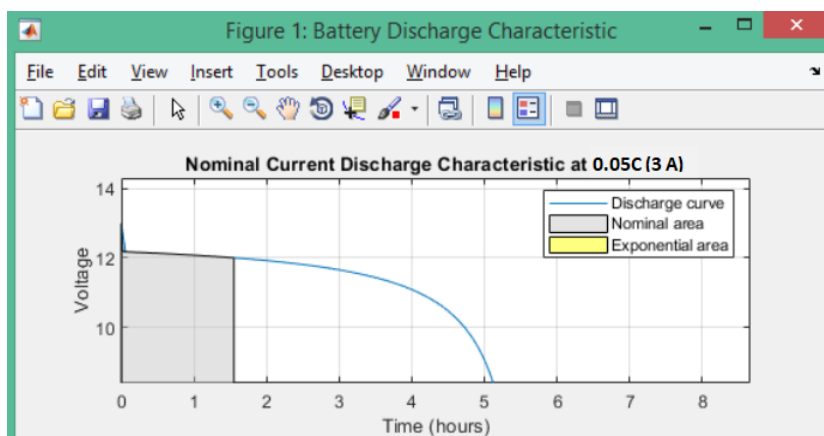 Figure 1: Battery Discharge Characteristic
File Edit View Insert Tools Desktop Window Help
Nominal Current Discharge Characteristic at 0.05C (3 A)
14
12
10
Voltage
Discharge curve
Nominal area
Exponential area
0 1 2 3 4 5 6 7 8
Time (hours)